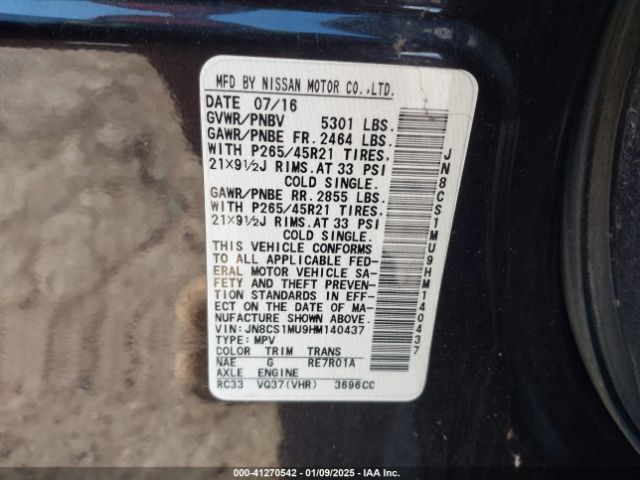 MFD BY NISSAN MOTOR CO.,LTD.
DATE 07/16
GVWR/PNBV 5301 LBS.
GAWR/PNBE FR. 2464 LBS.
WITH P265/45R21 TIRES.
21X9½J RIMS. AT 33 PSI
COLD SINGLE.
GAWR/PNBE RR. 2855 LBS.
WITH P265/45R21 TIRES.
21X9½J RIMS. AT 33 PSI
COLD SINGLE.
THIS VEHICLE CONFORMS
TO ALL APPLICABLE FED-
ERAL MOTOR VEHICLE SA-
FETY AND THEFT PREVEN-
TION STANDARDS IN EFF-
ECT ON THE DATE OF MA-
NUFACTURE SHOWN ABOVE.
VIN: JN8CS1MU9HM140437
TYPE: MPV
COLOR TRIM TRANS
NAE G RE7R01A
AXLE ENGINE
RC33 VQ37(VHR) 3696CC
JN8CS1MU9HM140437
000-41270542 - 01/09/2025 - IAA Inc.